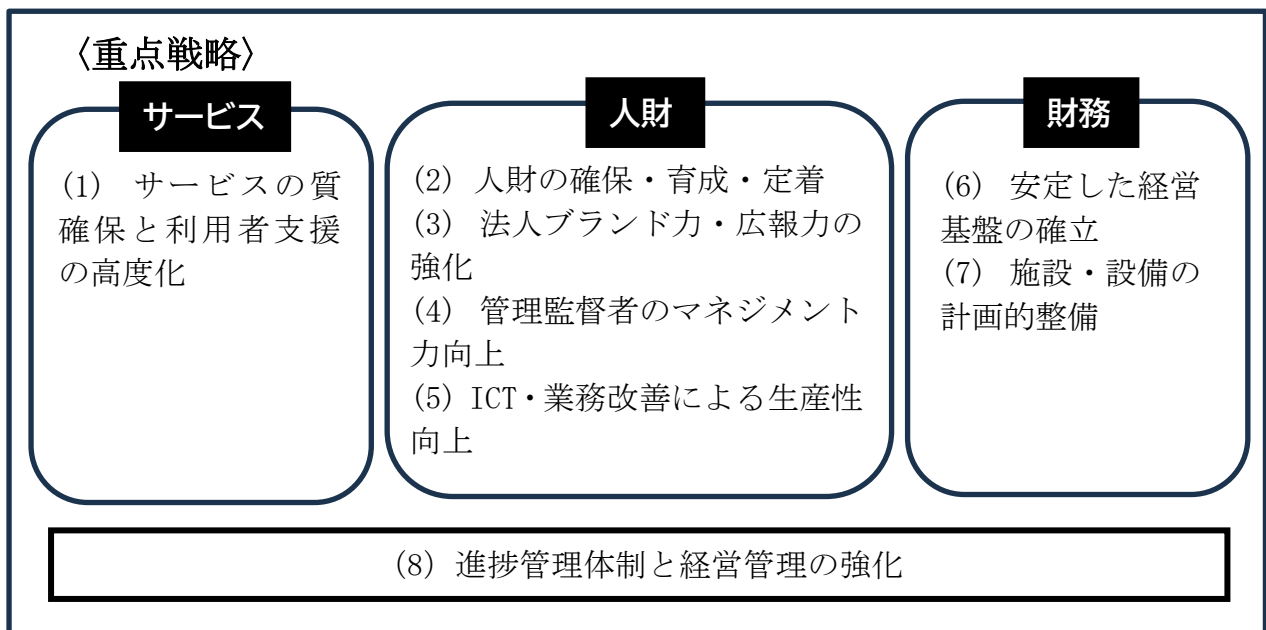 〈重点戦略〉
サービス
(1) サービスの質
確保と利用者支援
の高度化
人財
(2) 人財の確保・育成・定着
(3) 法人ブランド力・広報力の
強化
(4) 管理監督者のマネジメント
力向上
(5) ICT・業務改善による生産性
向上
財務
(6) 安定した経営
基盤の確立
(7) 施設・設備の
計画的整備
(8) 進捗管理体制と経営管理の強化